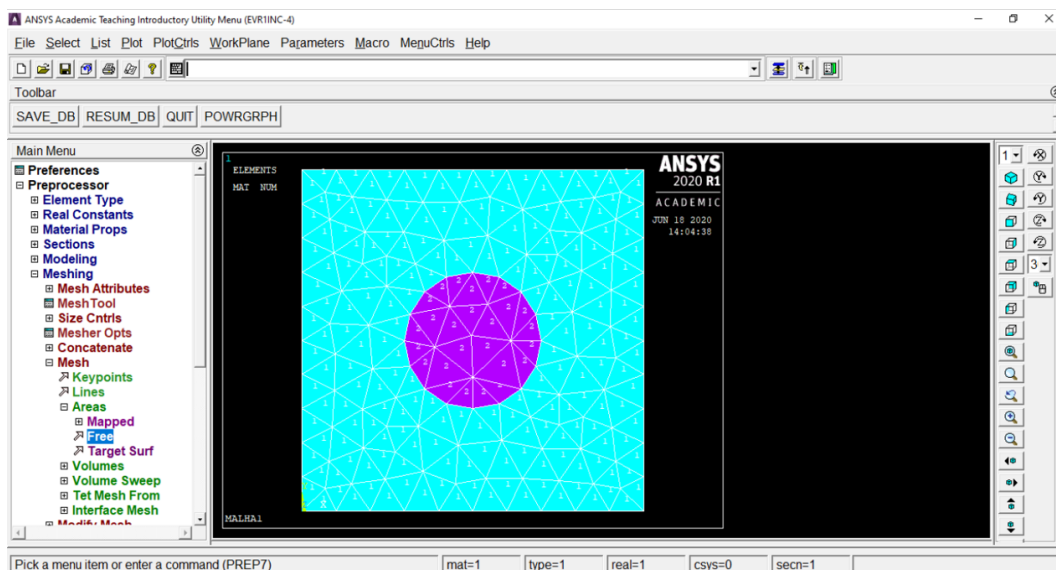 ANSYS Academic Teaching Introductory Utility Menu (EVR1INC-4)
File Select List Plot PlotCtrls WorkPlane Parameters Macro MenuCtrls Help
Toolbar
SAVE_DB RESUM_DB QUIT POWRGRPH
Main Menu
Preferences
Preprocessor
Element Type
Real Constants
Material Props
Sections
Modeling
Meshing
Mesh Attributes
MeshTool
Size Cntrls
Mesher Opts
Concatenate
Mesh
Keypoints
Lines
Areas
Mapped
Free
Target Surf
Volumes
Volume Sweep
Tet Mesh From
Interface Mesh
Modify Mesh
1
ELEMENTS
MAT NUM
ANSYS
2020 R1
ACADEMIC
JUN 18 2020
14:04:38
MALHA1
1
3
Pick a menu item or enter a command (PREP7) mat=1 type=1 real=1 csys=0 secn=1